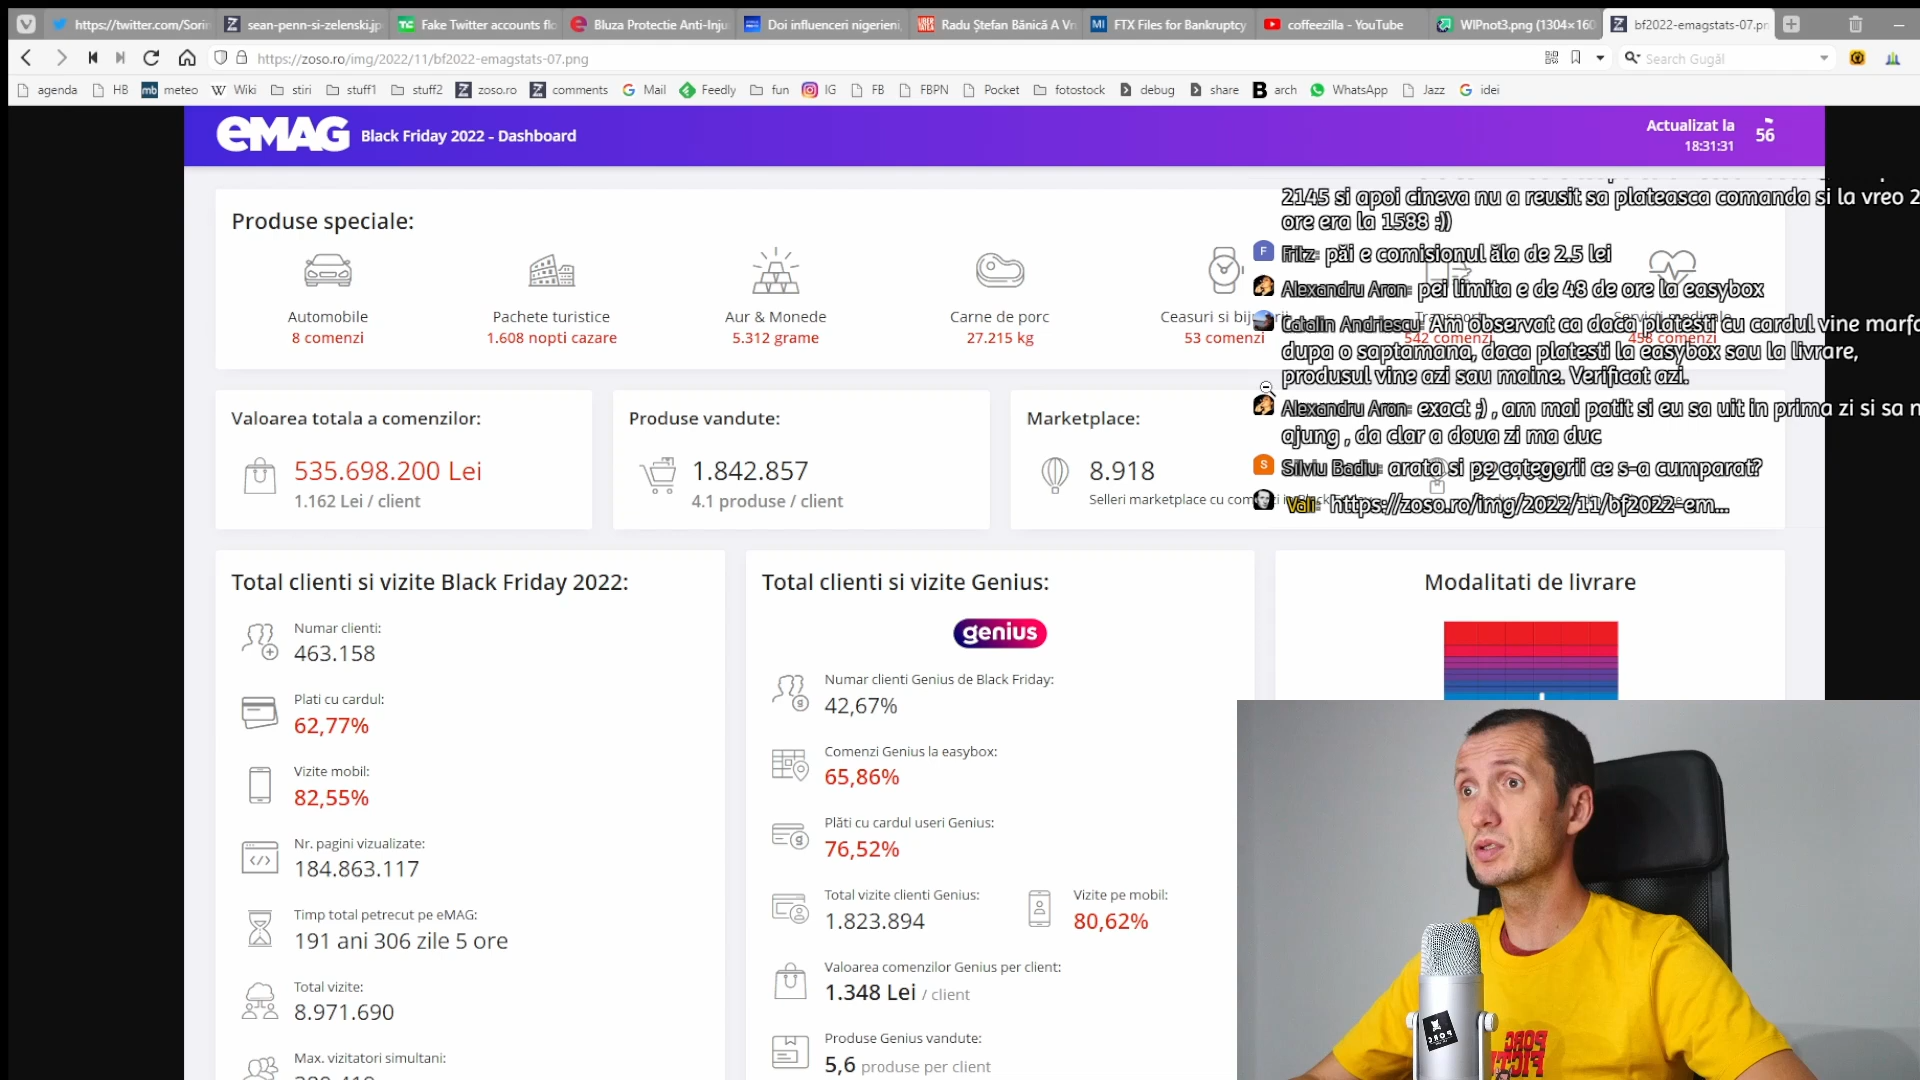 https://twitter.com/Sorin
sean-penn-si-zelenski.jp
Fake Twitter accounts flo
Bluza Protectie Anti-Inju
Doi influenceri nigerieni,
Radu Ștefan Bănică A Vr
FTX Files for Bankruptcy
coffeezilla - YouTube
WIPnot3.png (1304×160
bf2022-emagstats-07.pn
https://zoso.ro/img/2022/11/bf2022-emagstats-07.png
Search Gugâl
agenda
HB
meteo
Wiki
stiri
stuff1
stuff2
zoso.ro
comments
Mail
Feedly
fun
IG
FB
FBPN
Pocket
fotostock
debug
share
arch
WhatsApp
Jazz
idei
eMAG
Black Friday 2022 - Dashboard
Actualizat la
18:31:31
56
Produse speciale:
Automobile
8 comenzi
Pachete turistice
1.608 nopti cazare
Aur & Monede
5.312 grame
Carne de porc
27.215 kg
Ceasuri si bijuterii
53 comenzi
Transport
542 comenzi
Servicii medicale
458 comenzi
2145 si apoi cineva nu a reusit sa plateasca comanda si la vreo 2
ore era la 1588 :))
Fritz: păi e comisionul ăla de 2.5 lei
Alexandru Aron: pei limita e de 48 de ore la easybox
Catalin Andriescu: Am observat ca daca platesti cu cardul vine marfa
dupa o saptamana, daca platesti la easybox sau la livrare,
produsul vine azi sau maine. Verificat azi.
Alexandru Aron: exact ;) , am mai patit si eu sa uit in prima zi si sa n
ajung , da clar a doua zi ma duc
Silviu Badiu: arata si pe categorii ce s-a cumparat?
Vali: https://zoso.ro/img/2022/11/bf2022-em...
Valoarea totala a comenzilor:
535.698.200 Lei
1.162 Lei / client
Produse vandute:
1.842.857
4.1 produse / client
Marketplace:
8.918
Selleri marketplace cu
Total clienti si vizite Black Friday 2022:
Numar clienti:
463.158
Plati cu cardul:
62,77%
Vizite mobil:
82,55%
Nr. pagini vizualizate:
184.863.117
Timp total petrecut pe eMAG:
191 ani 306 zile 5 ore
Total vizite:
8.971.690
Max. vizitatori simultani:
Total clienti si vizite Genius:
genius
Numar clienti Genius de Black Friday:
42,67%
Comenzi Genius la easybox:
65,86%
Plăti cu cardul useri Genius:
76,52%
Total vizite clienti Genius:
1.823.894
Vizite pe mobil:
80,62%
Valoarea comenzilor Genius per client:
1.348 Lei / client
Produse Genius vandute:
5,6 produse per client
Modalitati de livrare
PORC